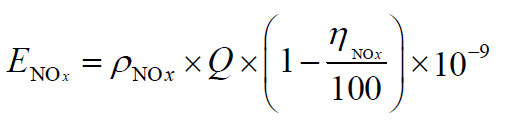 E_NOx = ρ_NOx × Q × (1 − η_NOx / 100) × 10⁻⁹